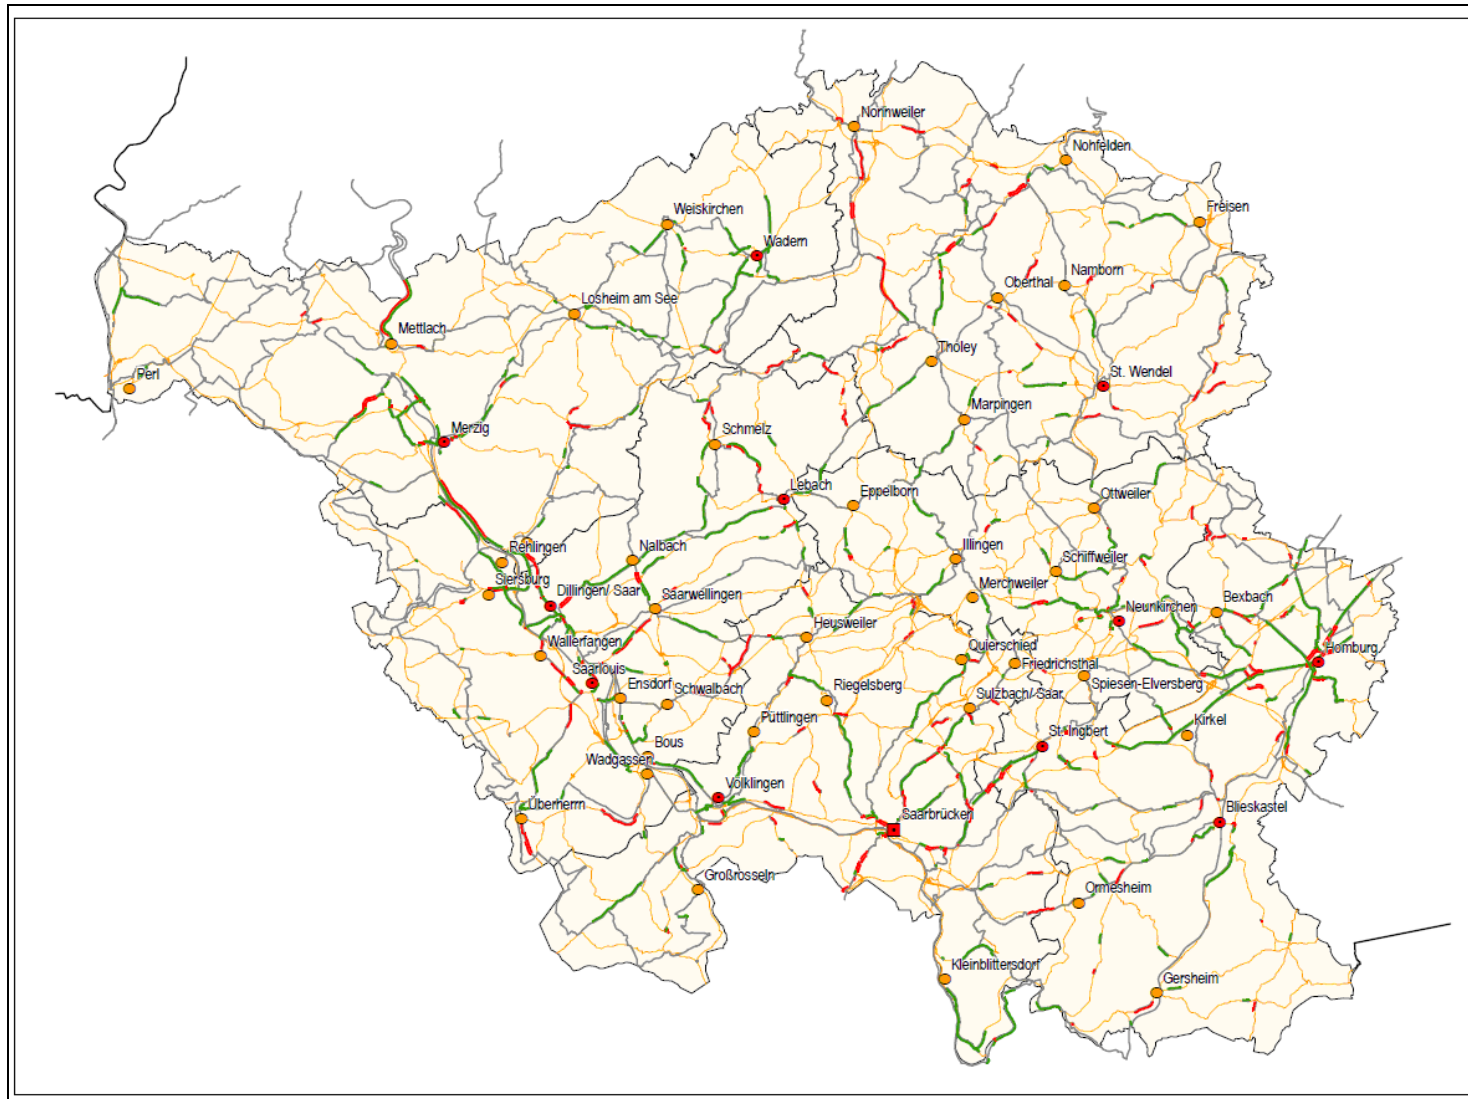 Nonnweiler
Nohfelden
Weiskirchen
Freisen
Wadern
Namborn
Oberthal
Losheim am See
Mettlach
Tholey
St. Wendel
Perl
Marpingen
Merzig
Schmelz
Lebach
Eppelborn
Ottweiler
Rehlingen
Nalbach
Illingen
Schiffweiler
Siersburg
Dillingen/ Saar
Merchweiler
Saarwellingen
Neunkirchen
Bexbach
Heusweiler
Wallerfangen
Quierschied
Homburg
Saarlouis
Friedrichsthal
Ensdorf
Schwalbach
Riegelsberg
Spiesen-Elversberg
Sulzbach/ Saar
Püttlingen
Kirkel
St. Ingbert
Bous
Wadgassen
Völklingen
Überherrn
Saarbrücken
Blieskastel
Großrosseln
Ormesheim
Kleinblittersdorf
Gersheim